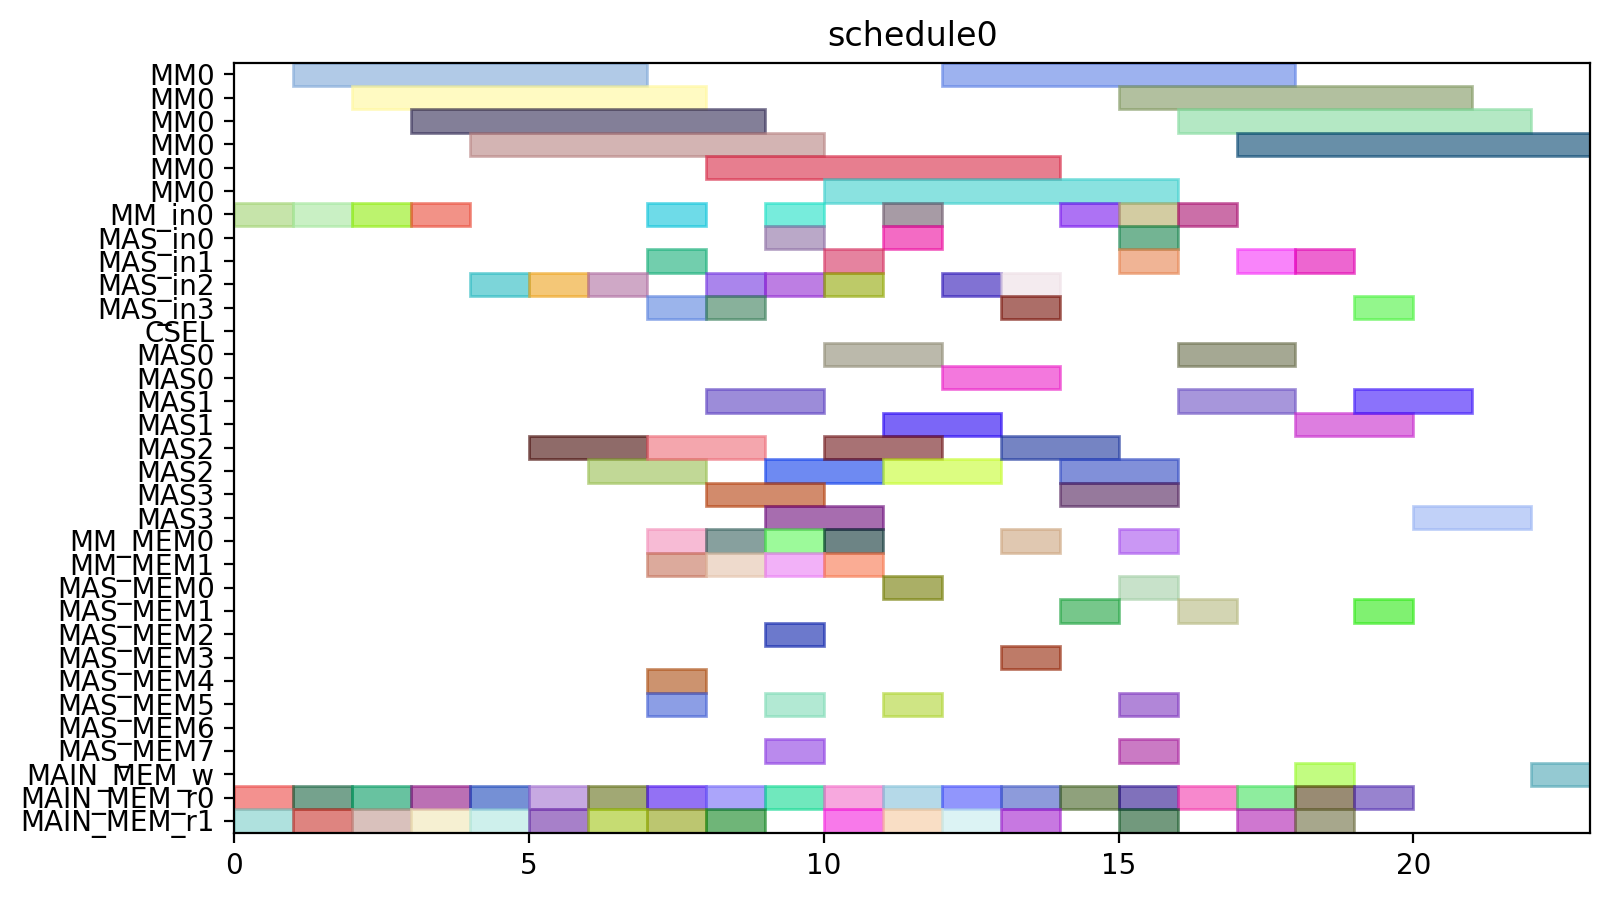 schedule0
MM0
MM0
MM0
MM0
MM0
MM0
MM_in0
MAS_in0
MAS_in1
MAS_in2
MAS_in3
CSEL
MAS0
MAS0
MAS1
MAS1
MAS2
MAS2
MAS3
MAS3
MM_MEM0
MM_MEM1
MAS_MEM0
MAS_MEM1
MAS_MEM2
MAS_MEM3
MAS_MEM4
MAS_MEM5
MAS_MEM6
MAS_MEM7
MAIN_MEM_w
MAIN_MEM_r0
MAIN_MEM_r1
0 5 10 15 20